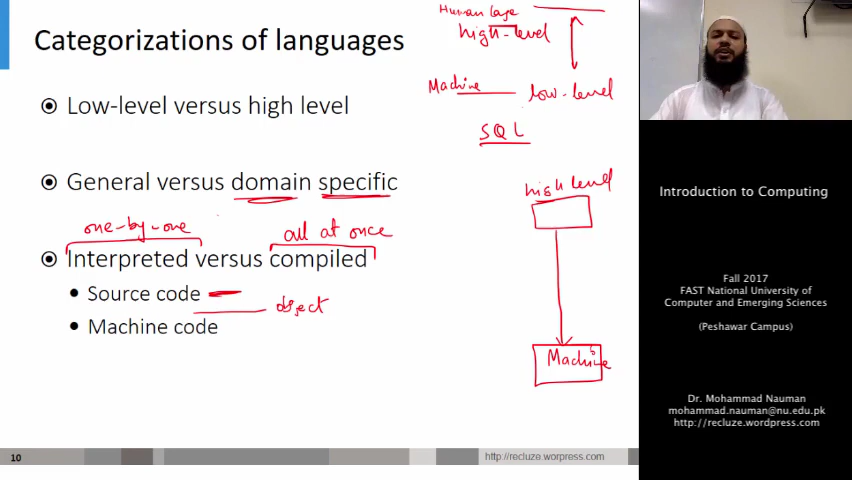 Categorizations of languages
Human lage
high-level
Machine
low-level
SQL
Low-level versus high level
General versus domain specific
one-by-one
all at once
Interpreted versus compiled
Source code
object
Machine code
high level
Machine
10
http://recluze.worpress.com
Introduction to Computing
Fall 2017
FAST National University of
Computer and Emerging Sciences
(Peshawar Campus)
Dr. Mohammad Nauman
mohammad.nauman@nu.edu.pk
http://recluze.wordpress.com